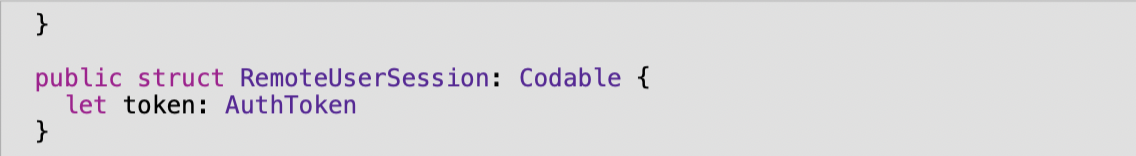 }
public struct RemoteUserSession: Codable {
  let token: AuthToken
}